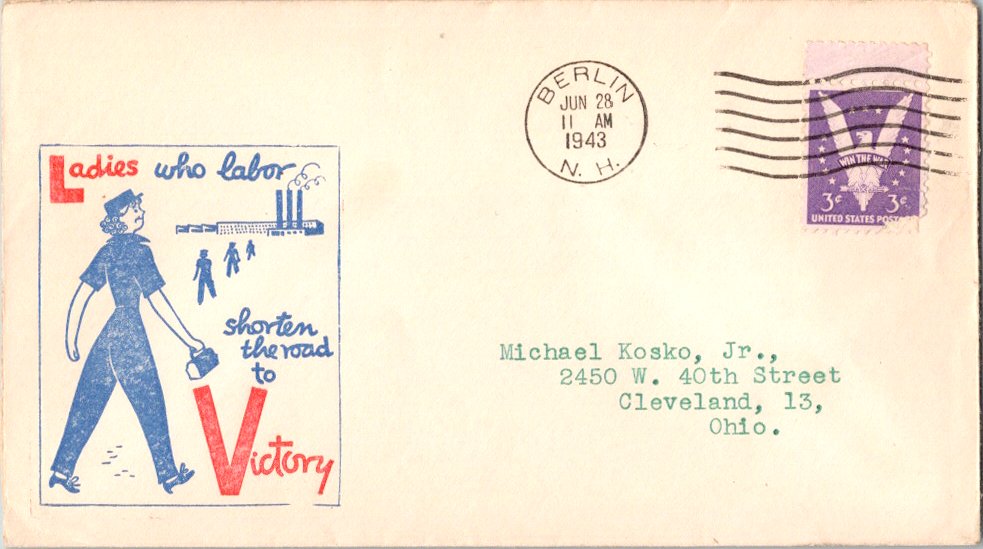 Ladies who labor
shorten
the road
to
Victory
BERLIN
JUN 28
11 AM
1943
N. H.
WIN THE WAR
3¢ 3¢
UNITED STATES POSTAGE
Michael Kosko, Jr.,
2450 W. 40th Street
Cleveland, 13,
Ohio.